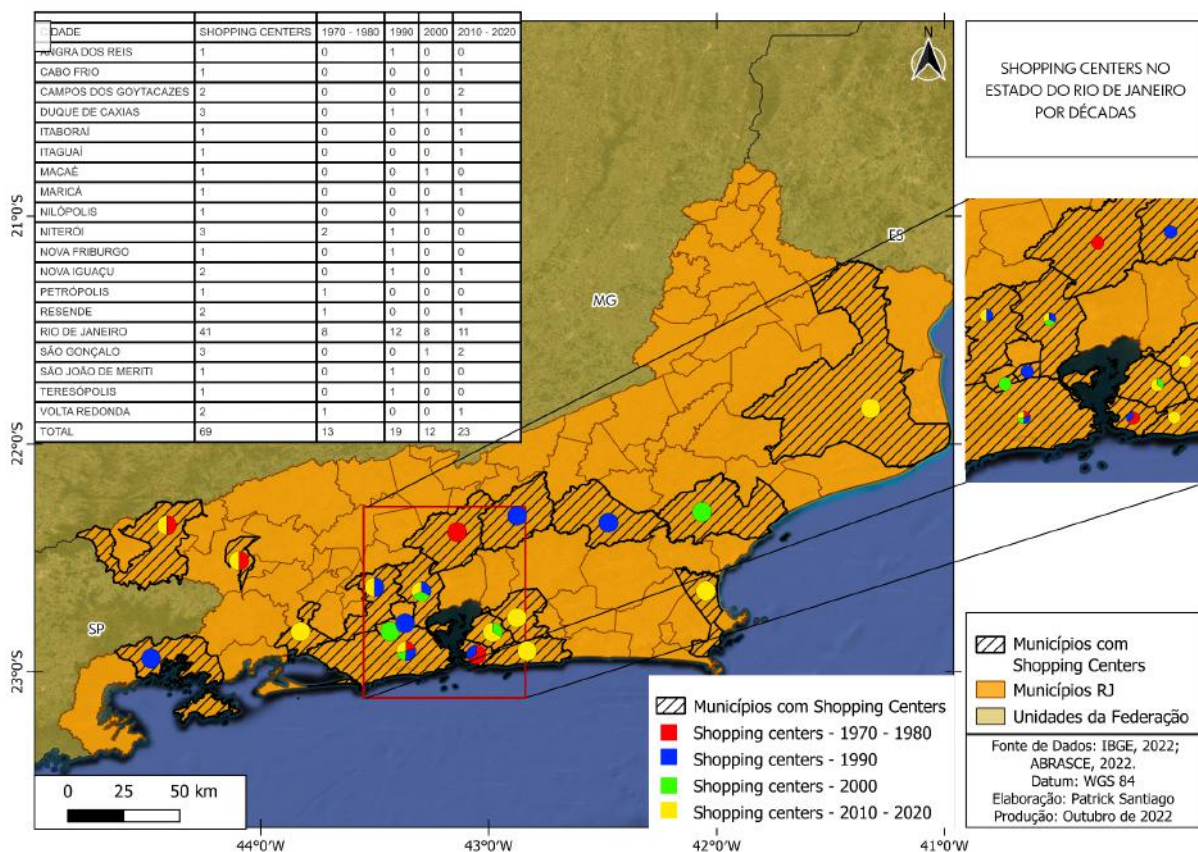 CIDADE SHOPPING CENTERS 1970 - 1980 1990 2000 2010 - 2020
ANGRA DOS REIS 1 0 1 0 0
CABO FRIO 1 0 0 0 1
CAMPOS DOS GOYTACAZES 2 0 0 0 2
DUQUE DE CAXIAS 3 0 1 1 1
ITABORAÍ 1 0 0 0 1
ITAGUAÍ 1 0 0 0 1
MACAÉ 1 0 0 1 0
MARICÁ 1 0 0 0 1
NILÓPOLIS 1 0 0 1 0
NITERÓI 3 2 1 0 0
NOVA FRIBURGO 1 0 1 0 0
NOVA IGUAÇU 2 0 1 0 1
PETRÓPOLIS 1 1 0 0 0
RESENDE 2 1 0 0 1
RIO DE JANEIRO 41 8 12 8 11
SÃO GONÇALO 3 0 0 1 2
SÃO JOÃO DE MERITI 1 0 1 0 0
TERESÓPOLIS 1 0 1 0 0
VOLTA REDONDA 2 1 0 0 1
TOTAL 69 13 19 12 23
N
SHOPPING CENTERS NO
ESTADO DO RIO DE JANEIRO
POR DÉCADAS
ES
MG
SP
21°0'S
22°0'S
23°0'S
44°0'W 43°0'W 42°0'W 41°0'W
0 25 50 km
Municípios com Shopping Centers
Shopping centers - 1970 - 1980
Shopping centers - 1990
Shopping centers - 2000
Shopping centers - 2010 - 2020
Municípios com
Shopping Centers
Municípios RJ
Unidades da Federação
Fonte de Dados: IBGE, 2022;
ABRASCE, 2022.
Datum: WGS 84
Elaboração: Patrick Santiago
Produção: Outubro de 2022